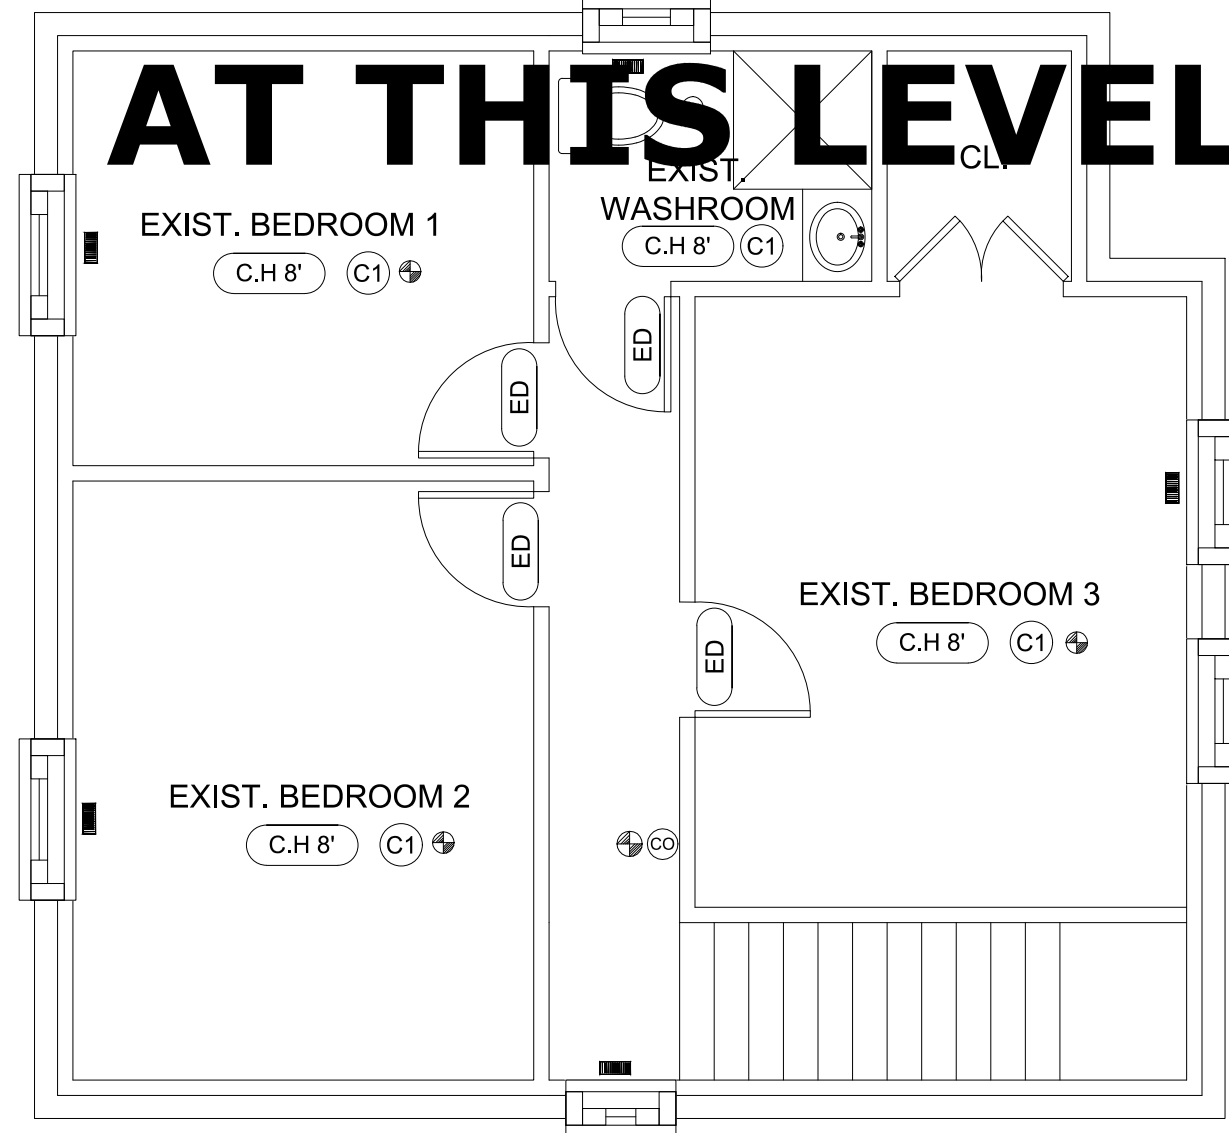 AT THIS LEVEL
EXIST.
WASHROOM
C.H 8' C1
CL.
EXIST. BEDROOM 1
C.H 8' C1
ED
ED
ED
EXIST. BEDROOM 3
C.H 8' C1
ED
EXIST. BEDROOM 2
C.H 8' C1
CO